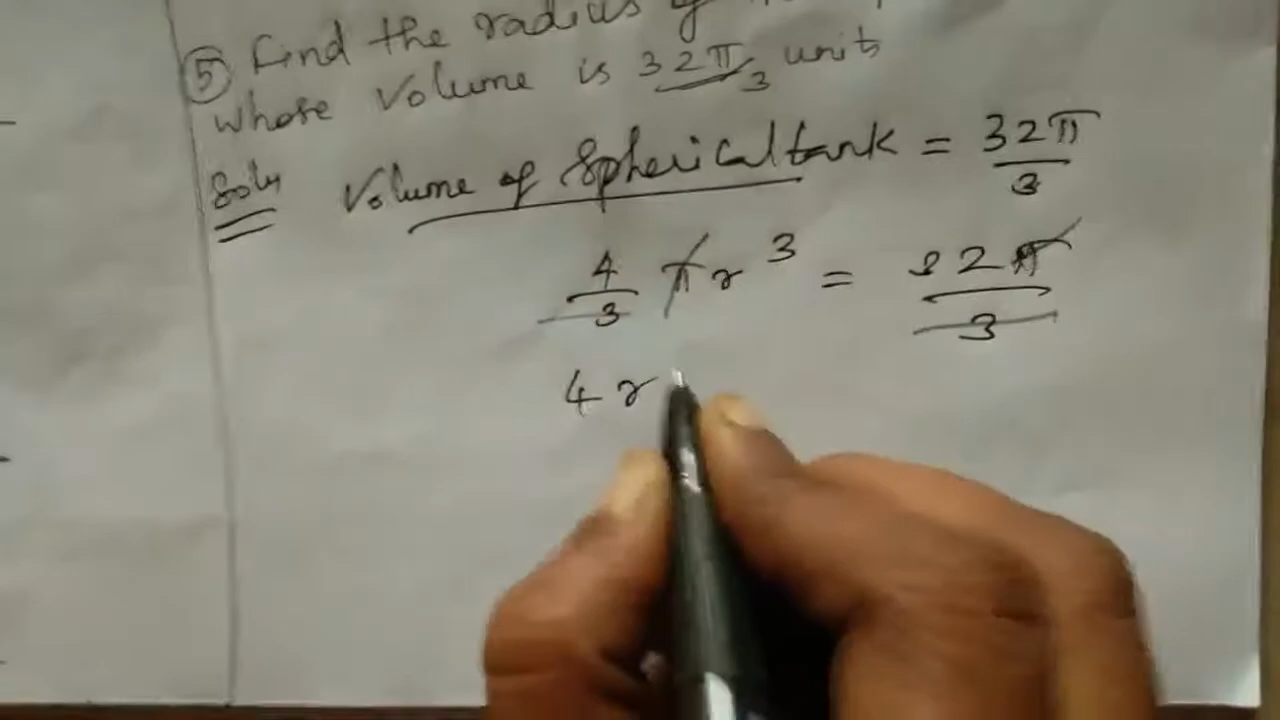 ⑤ Find the radius of
whose Volume is 32π/3 units
Soln Volume of Spherical tank = 32π/3
4/3 πr³ = 32π/3
4r